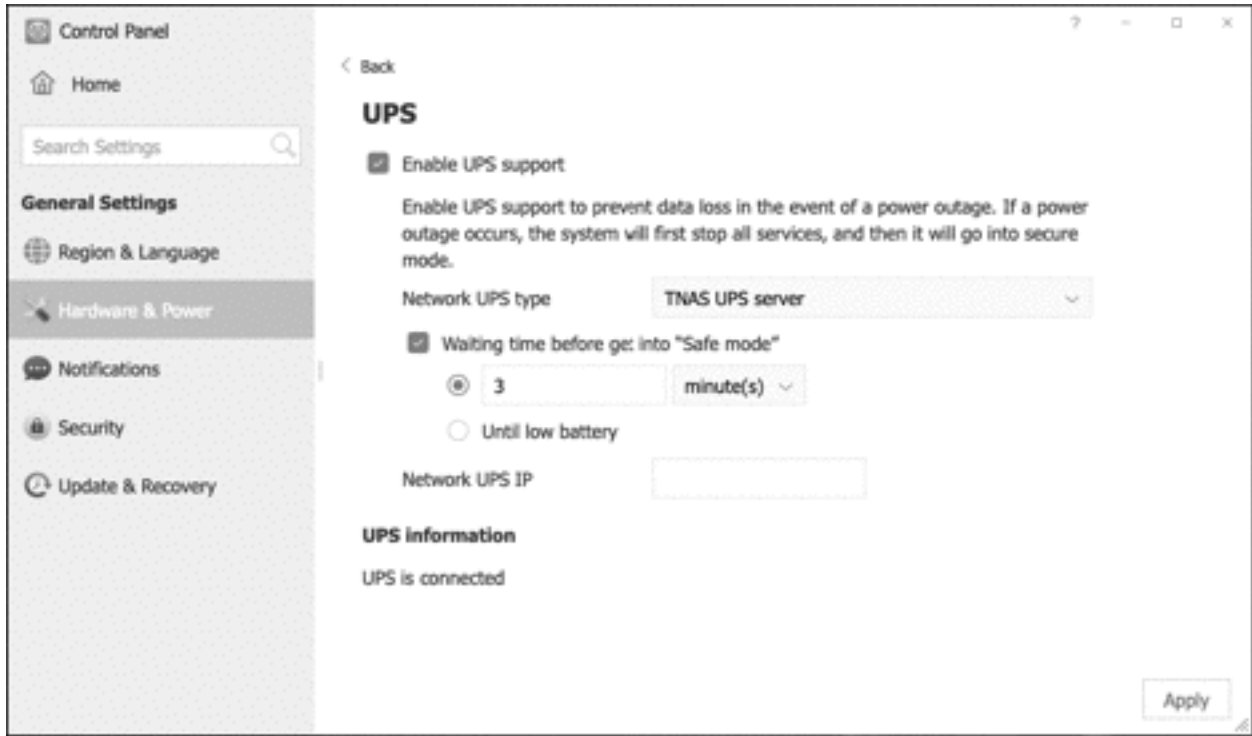 Control Panel
?
Home
Back
UPS
Search Settings
Enable UPS support
General Settings
Enable UPS support to prevent data loss in the event of a power outage. If a power
outage occurs, the system will first stop all services, and then it will go into secure
mode.
Region & Language
Network UPS type
TNAS UPS server
Hardware & Power
Waiting time before get into "Safe mode"
Notifications
3
minute(s)
Security
Until low battery
Network UPS IP
Update & Recovery
UPS information
UPS is connected
Apply